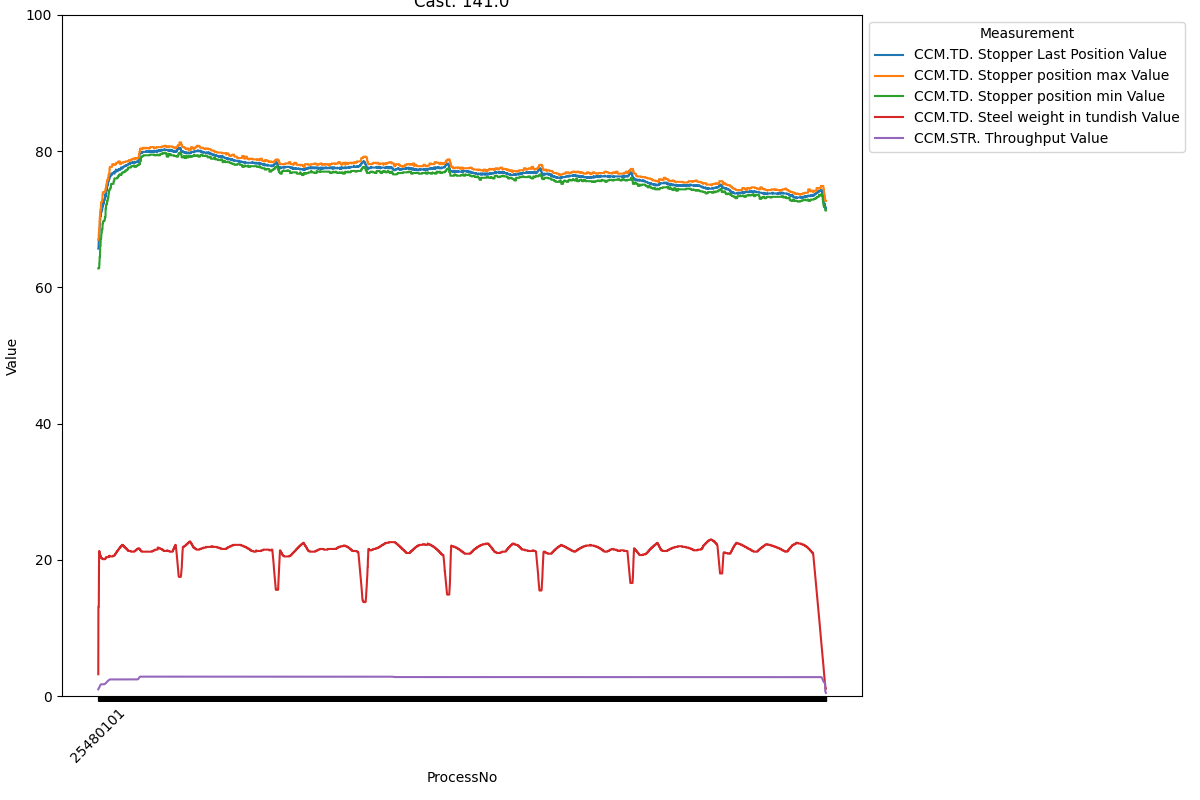 Cast: 141.0
Measurement
CCM.TD. Stopper Last Position Value
CCM.TD. Stopper position max Value
CCM.TD. Stopper position min Value
CCM.TD. Steel weight in tundish Value
CCM.STR. Throughput Value
100
80
60
40
20
0
Value
25480101
ProcessNo